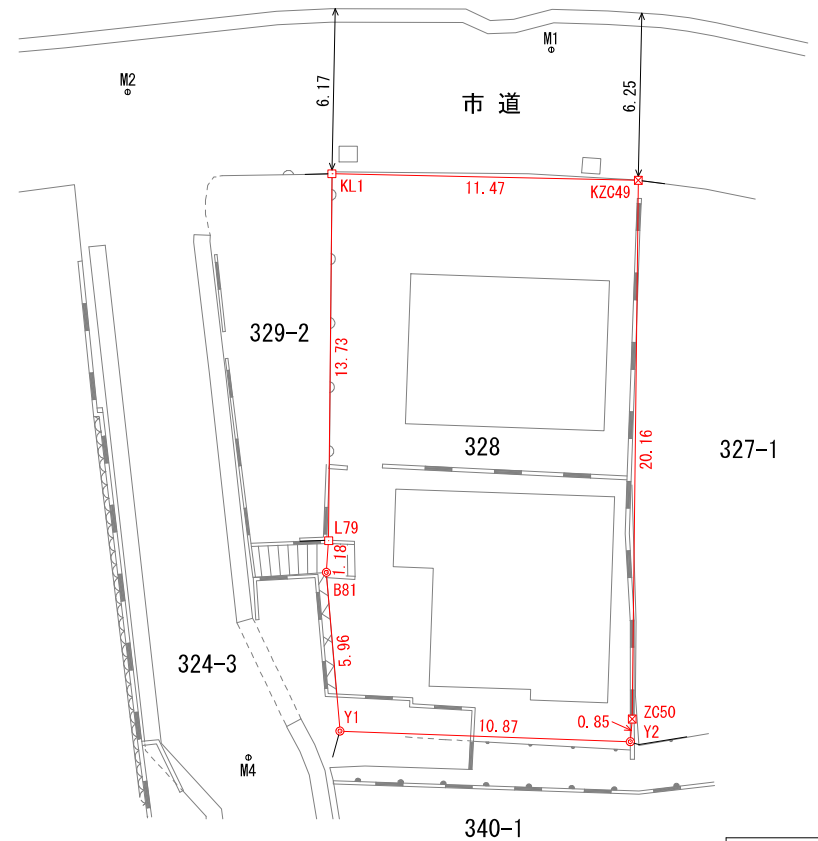 M1
M2
6.17
市道
6.25
KL1
11.47
KZC49
329-2
13.73
328
20.16
327-1
L79
1.18
B81
5.96
324-3
Y1
10.87
0.85
ZC50
Y2
M4
340-1